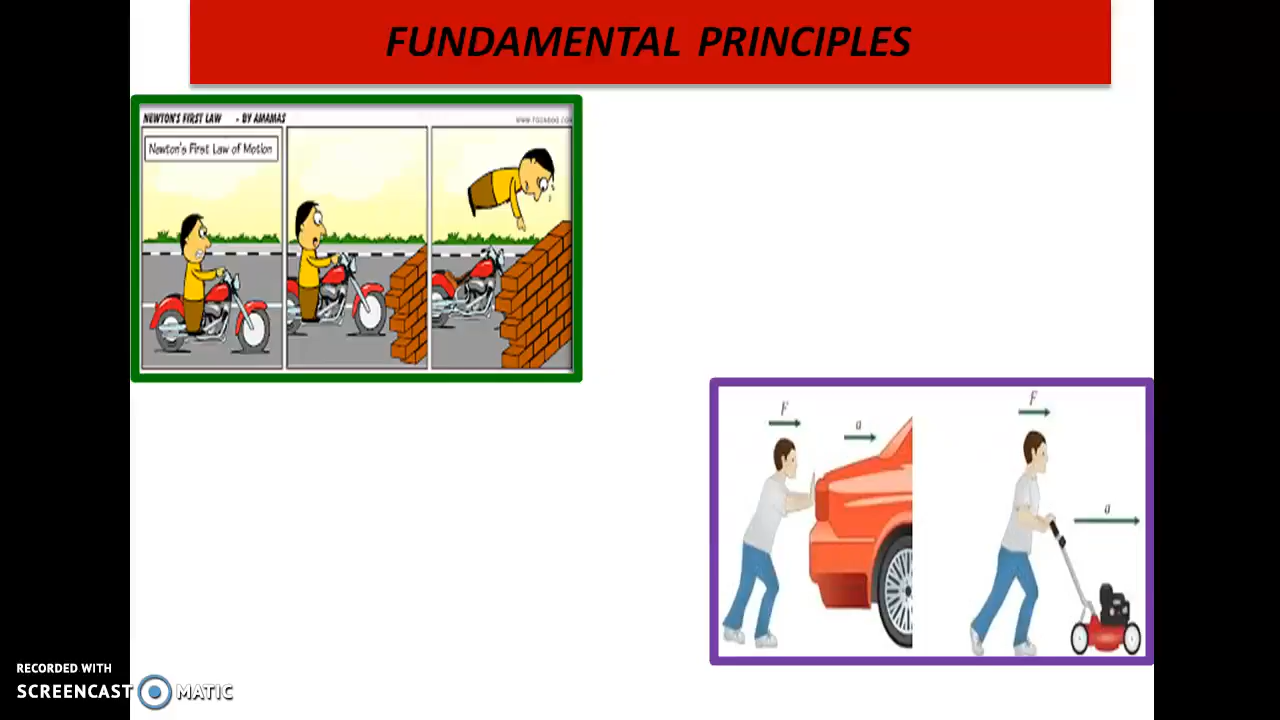 FUNDAMENTAL PRINCIPLES
NEWTON'S FIRST LAW - BY AMAMAS
Newton's First Law of Motion
F
a
F
a
RECORDED WITH
SCREENCAST MATIC